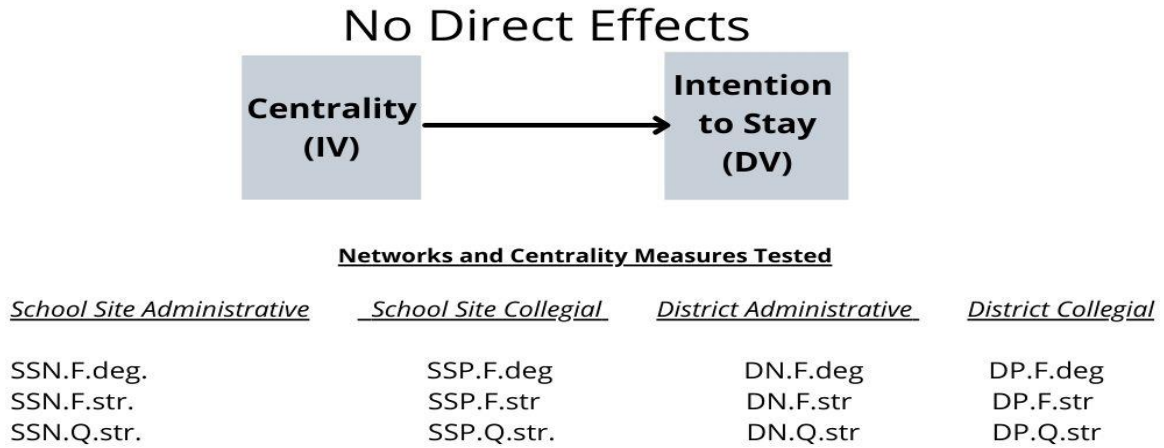 No Direct Effects
Centrality
(IV)
Intention
to Stay
(DV)
Networks and Centrality Measures Tested
School Site Administrative School Site Collegial District Administrative District Collegial
SSN.F.deg. SSP.F.deg DN.F.deg DP.F.deg
SSN.F.str. SSP.F.str DN.F.str DP.F.str
SSN.Q.str. SSP.Q.str. DN.Q.str DP.Q.str